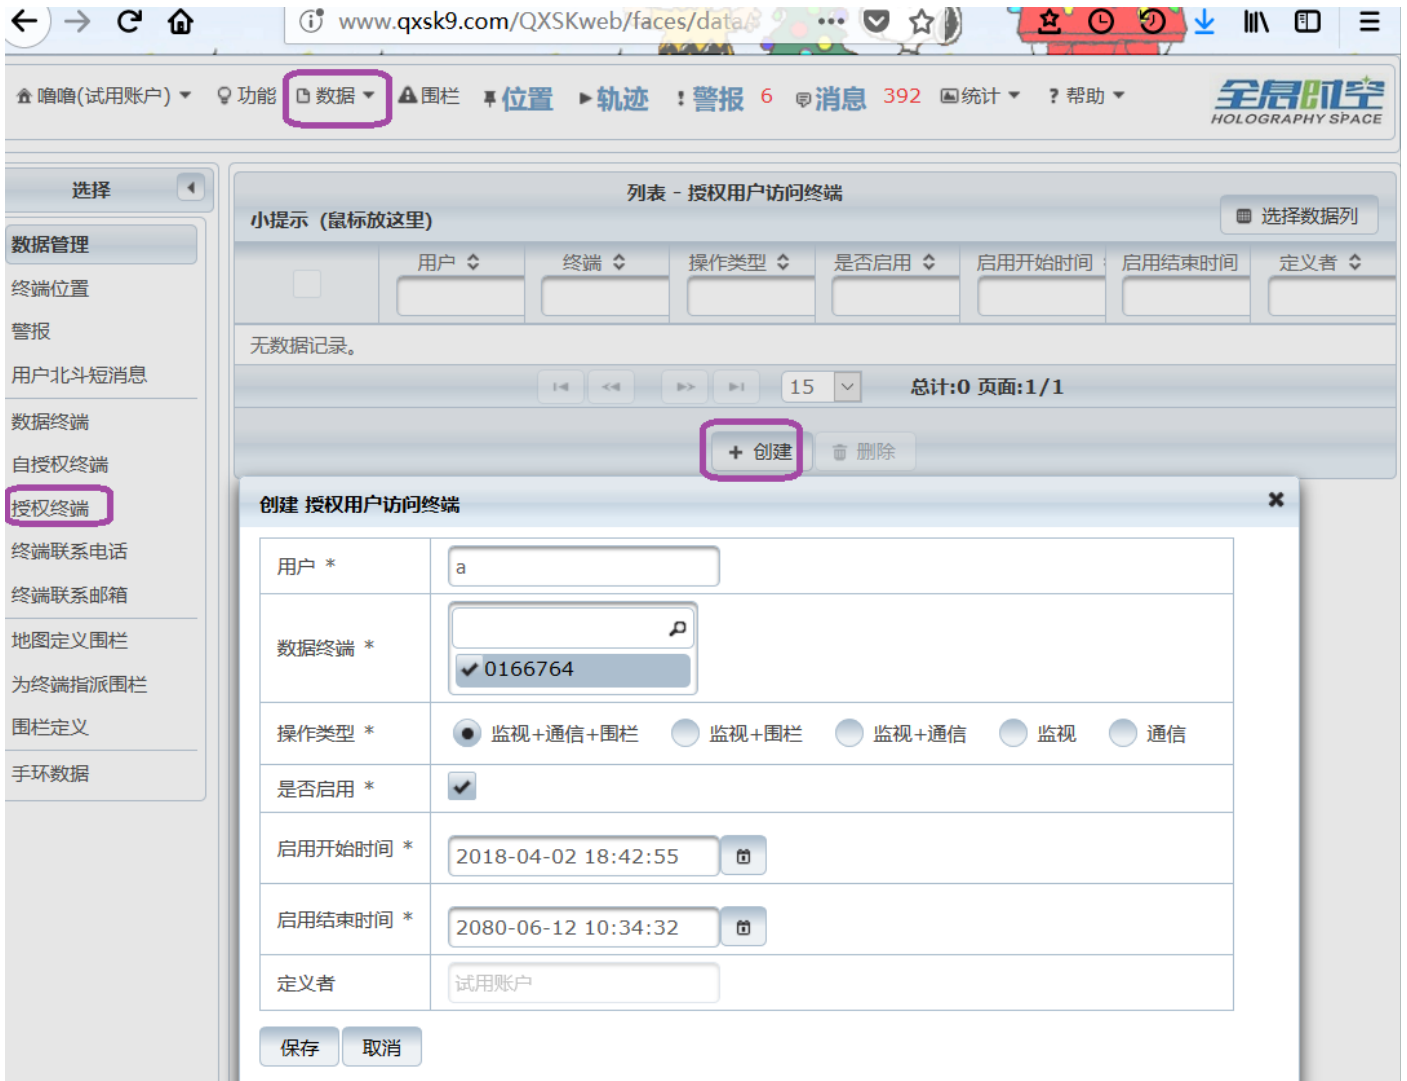 www.qxsk9.com/QXSKweb/faces/data/
噜噜(试用账户) 功能 数据 围栏 位置 轨迹 警报 6 消息 392 统计 帮助
全息时空
HOLOGRAPHY SPACE
选择
数据管理
终端位置
警报
用户北斗短消息
数据终端
自授权终端
授权终端
终端联系电话
终端联系邮箱
地图定义围栏
为终端指派围栏
围栏定义
手环数据
列表 - 授权用户访问终端
小提示 (鼠标放这里)
选择数据列
用户 终端 操作类型 是否启用 启用开始时间 启用结束时间 定义者
无数据记录。
15 总计:0 页面:1/1
+ 创建 删除
创建 授权用户访问终端
用户 * a
数据终端 *
0166764
操作类型 * 监视+通信+围栏 监视+围栏 监视+通信 监视 通信
是否启用 *
启用开始时间 * 2018-04-02 18:42:55
启用结束时间 * 2080-06-12 10:34:32
定义者 试用账户
保存 取消